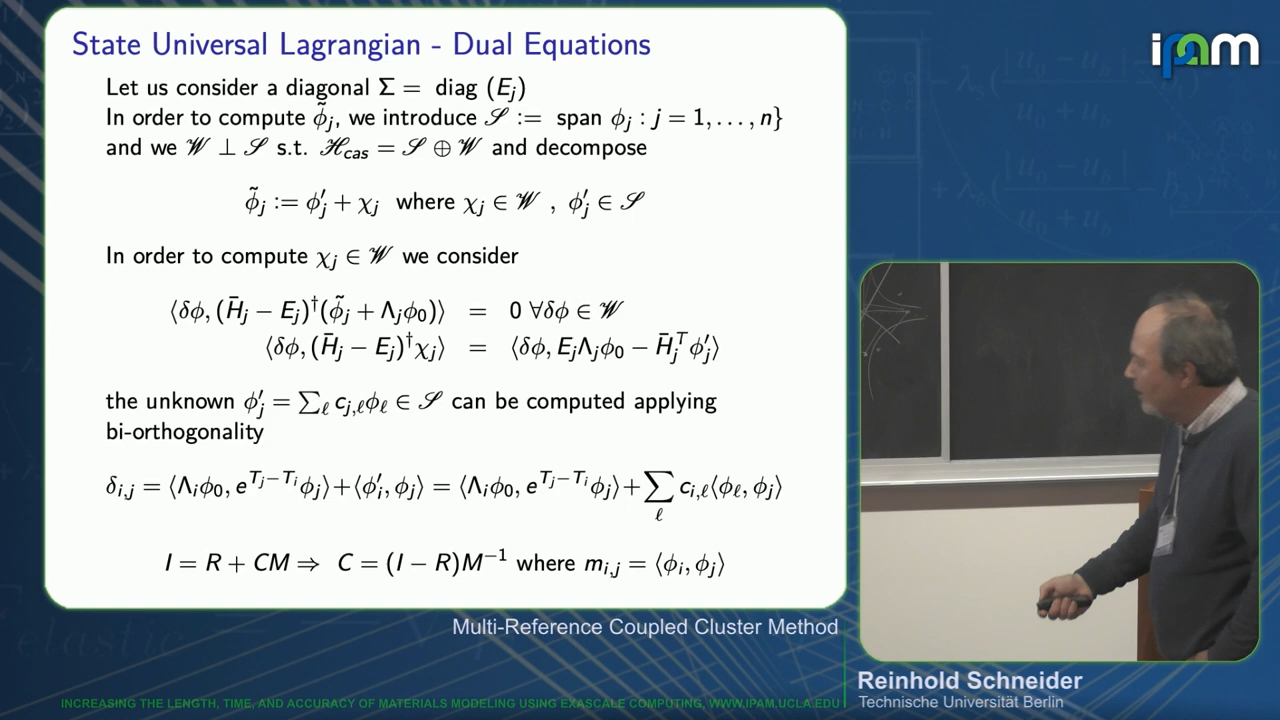 State Universal Lagrangian - Dual Equations
Let us consider a diagonal Σ = diag (E_j)
In order to compute φ̃_j, we introduce 𝒮 := span φ_j : j = 1, . . . , n}
and we 𝒲 ⊥ 𝒮 s.t. ℋ_cas = 𝒮 ⊕ 𝒲 and decompose
φ̃_j := φ′_j + χ_j where χ_j ∈ 𝒲 , φ′_j ∈ 𝒮
In order to compute χ_j ∈ 𝒲 we consider
⟨δφ, (H̄_j − E_j)†(φ̃_j + Λ_jφ_0)⟩ = 0 ∀δφ ∈ 𝒲
⟨δφ, (H̄_j − E_j)†χ_j⟩ = ⟨δφ, E_jΛ_jφ_0 − H̄_j^T φ′_j⟩
the unknown φ′_j = ∑_ℓ c_{j,ℓ}φ_ℓ ∈ 𝒮 can be computed applying
bi-orthogonality
δ_{i,j} = ⟨Λ_iφ_0, e^{T_j−T_i}φ_j⟩+⟨φ′_i, φ_j⟩ = ⟨Λ_iφ_0, e^{T_j−T_i}φ_j⟩+∑_ℓ c_{i,ℓ}⟨φ_ℓ, φ_j⟩
I = R + CM ⇒ C = (I − R)M^{−1} where m_{i,j} = ⟨φ_i, φ_j⟩
ipam
Multi-Reference Coupled Cluster Method
Reinhold Schneider
Technische Universität Berlin
INCREASING THE LENGTH, TIME, AND ACCURACY OF MATERIALS MODELING USING EXASCALE COMPUTING, WWW.IPAM.UCLA.EDU
elastic